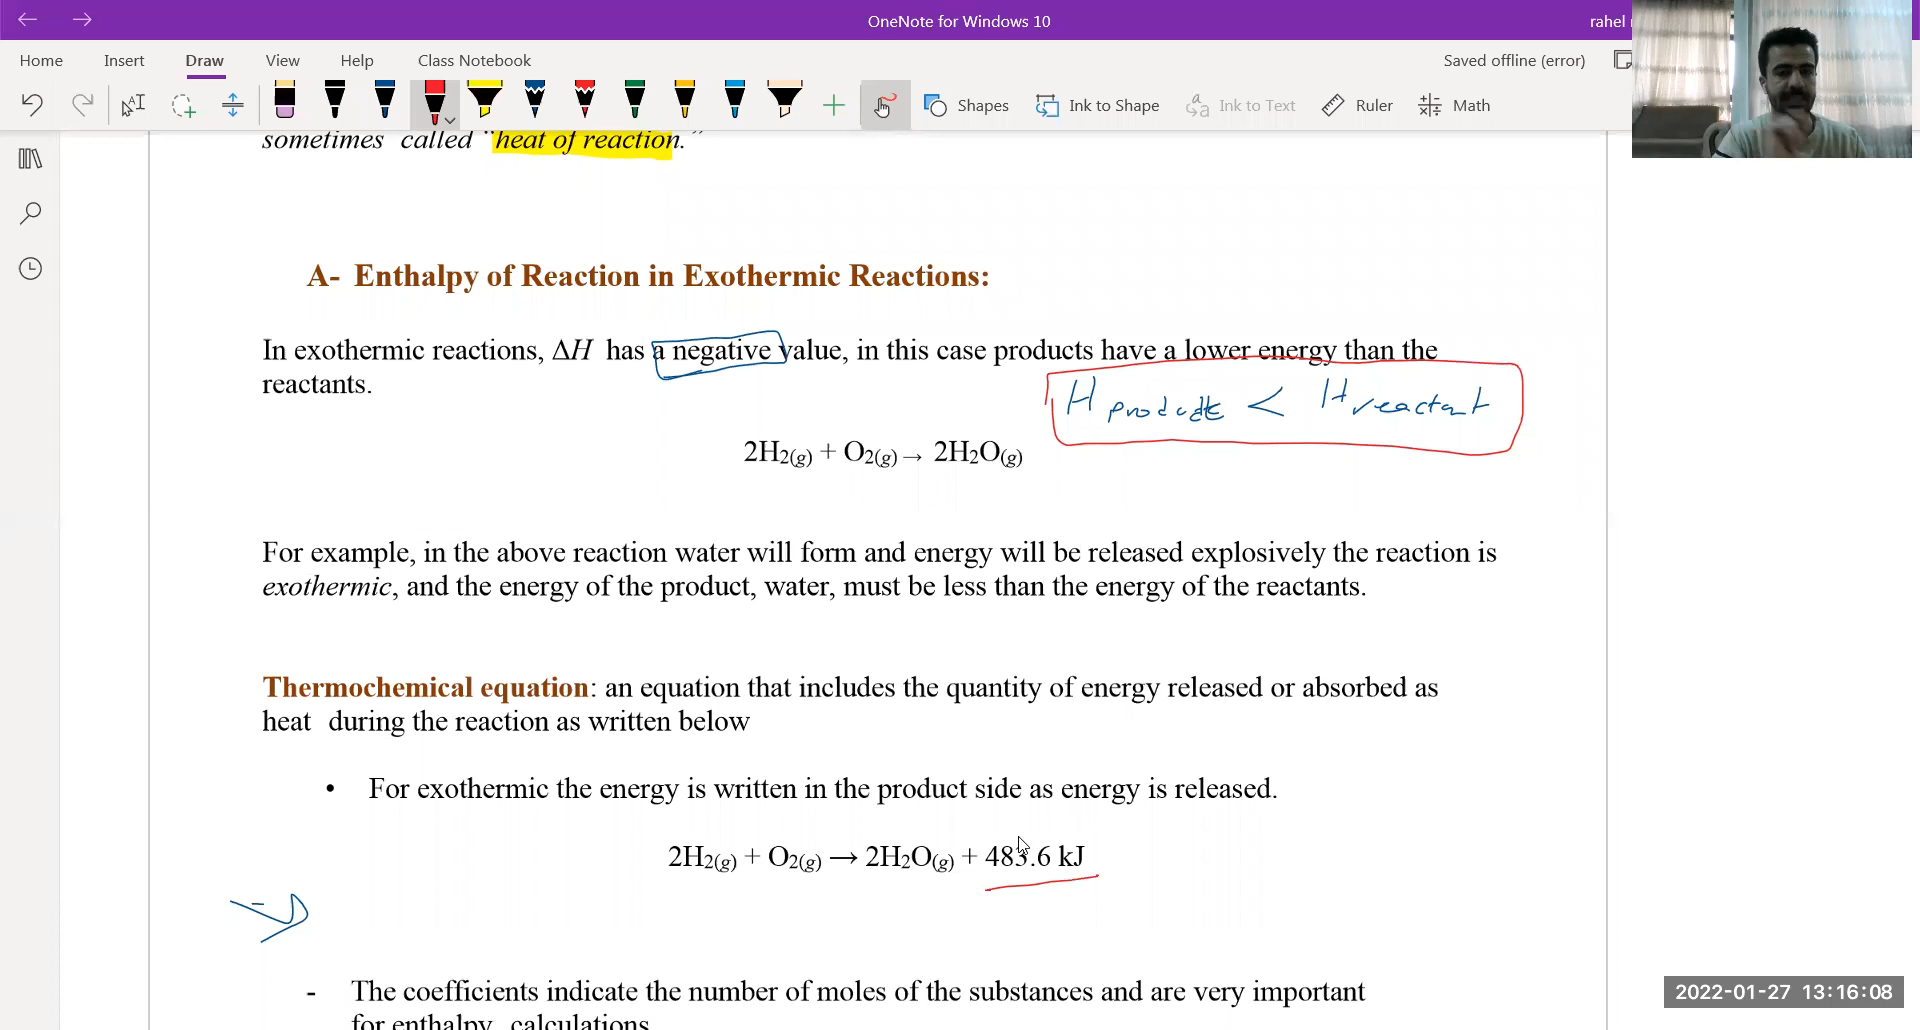 OneNote for Windows 10
rahel
Home Insert Draw View Help Class Notebook
Saved offline (error)
Shapes Ink to Shape Ink to Text Ruler Math
sometimes called "heat of reaction."
A- Enthalpy of Reaction in Exothermic Reactions:
In exothermic reactions, ΔH has a negative value, in this case products have a lower energy than the
reactants.
H product < H reactant
2H2(g) + O2(g) → 2H2O(g)
For example, in the above reaction water will form and energy will be released explosively the reaction is
exothermic, and the energy of the product, water, must be less than the energy of the reactants.
Thermochemical equation: an equation that includes the quantity of energy released or absorbed as
heat during the reaction as written below
• For exothermic the energy is written in the product side as energy is released.
2H2(g) + O2(g) → 2H2O(g) + 483.6 kJ
- The coefficients indicate the number of moles of the substances and are very important
for enthalpy calculations
2022-01-27 13:16:08